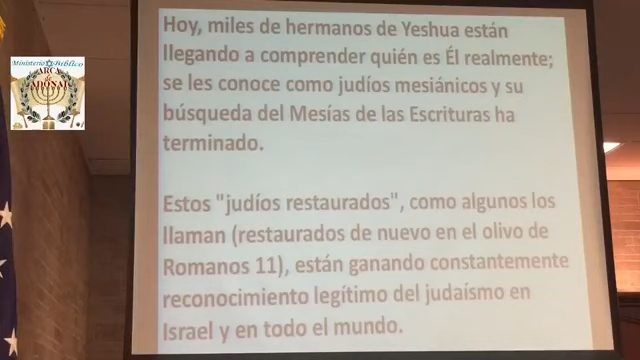 Ministerio Bíblico
ARCA
de
ADONAI
Hoy, miles de hermanos de Yeshua están
llegando a comprender quién es Él realmente;
se les conoce como judíos mesiánicos y su
búsqueda del Mesías de las Escrituras ha
terminado.
Estos "judíos restaurados", como algunos los
llaman (restaurados de nuevo en el olivo de
Romanos 11), están ganando constantemente
reconocimiento legítimo del judaísmo en
Israel y en todo el mundo.